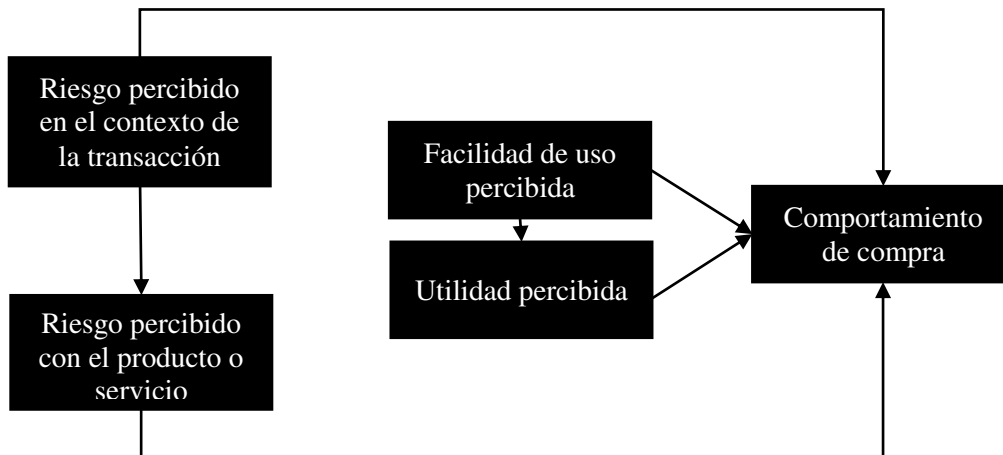 Riesgo percibido
en el contexto de
la transacción
Facilidad de uso
percibida
Comportamiento
de compra
Utilidad percibida
Riesgo percibido
con el producto o
servicio